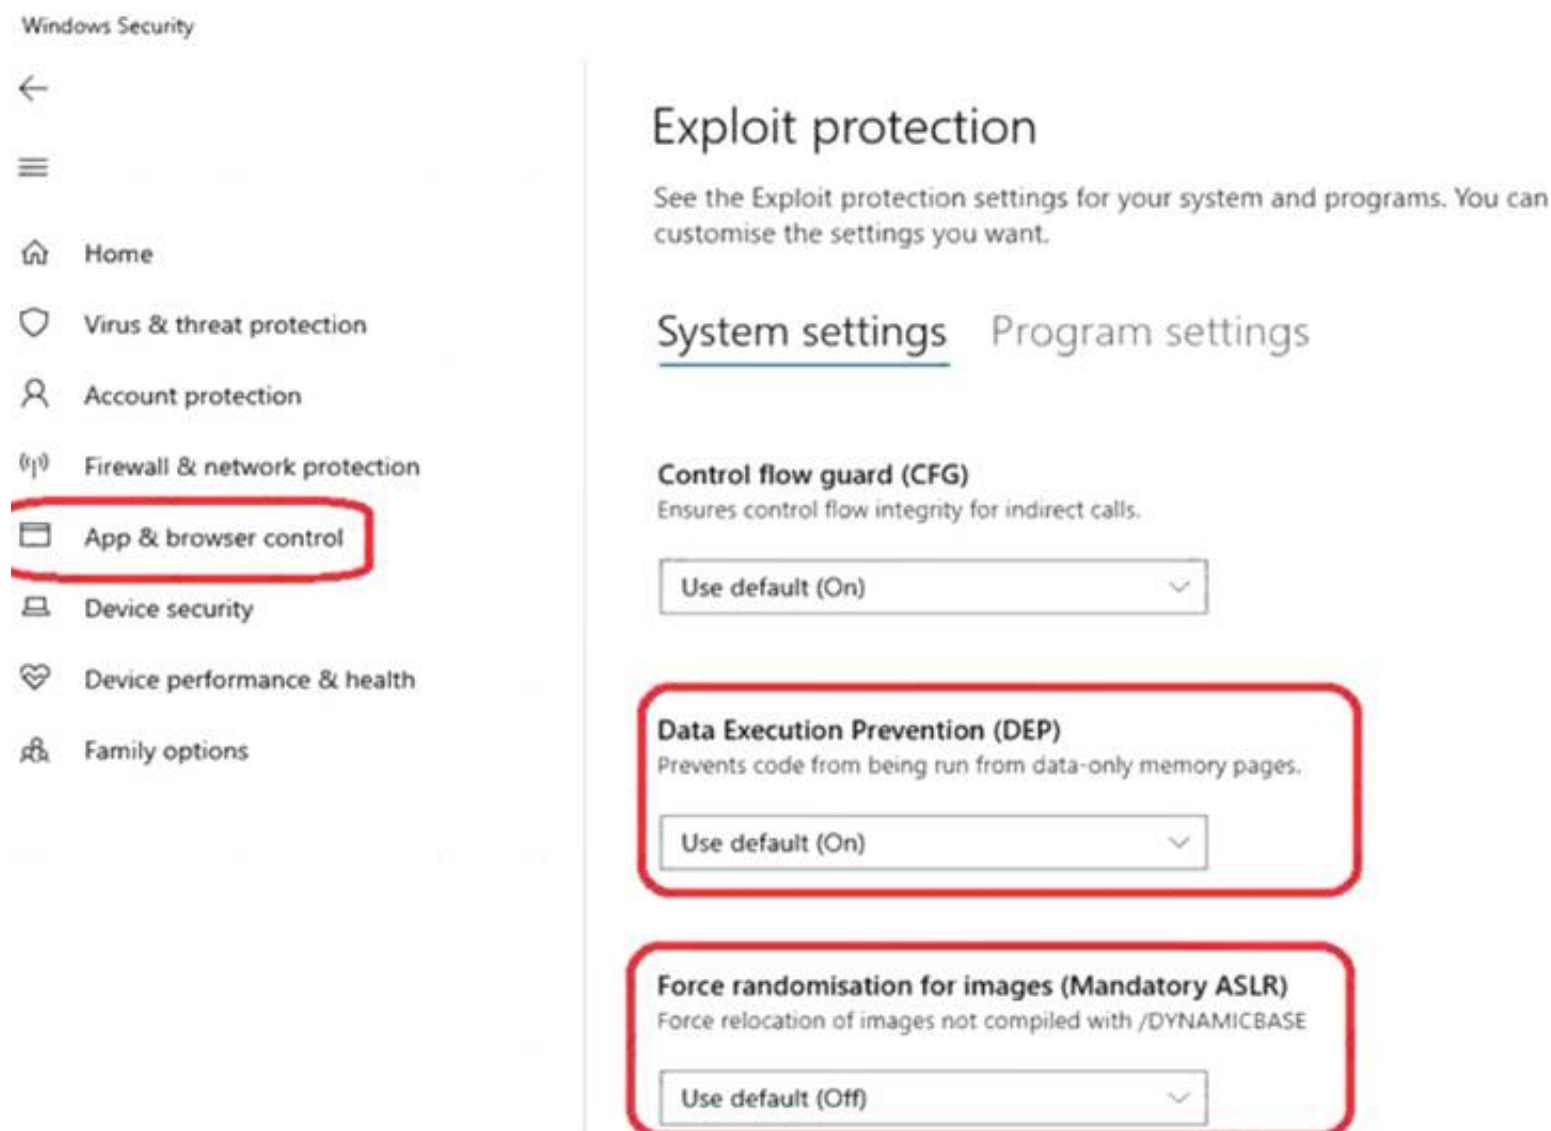 Windows Security
Home
Virus & threat protection
Account protection
Firewall & network protection
App & browser control
Device security
Device performance & health
Family options
Exploit protection
See the Exploit protection settings for your system and programs. You can
customise the settings you want.
System settings Program settings
Control flow guard (CFG)
Ensures control flow integrity for indirect calls.
Use default (On)
Data Execution Prevention (DEP)
Prevents code from being run from data-only memory pages.
Use default (On)
Force randomisation for images (Mandatory ASLR)
Force relocation of images not compiled with /DYNAMICBASE
Use default (Off)